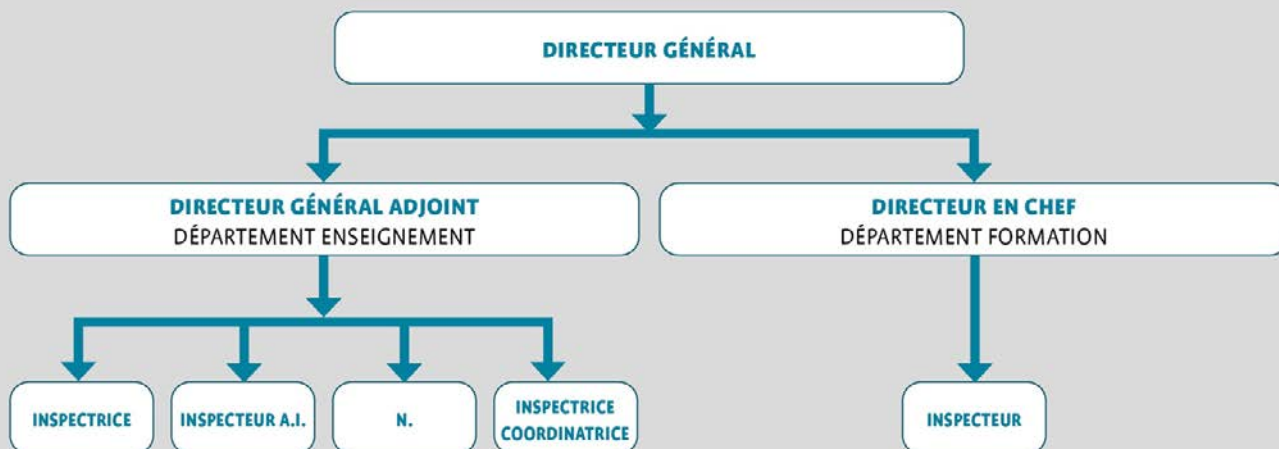 DIRECTEUR GÉNÉRAL
DIRECTEUR GÉNÉRAL ADJOINT
DÉPARTEMENT ENSEIGNEMENT
DIRECTEUR EN CHEF
DÉPARTEMENT FORMATION
INSPECTRICE
INSPECTEUR A.I.
N.
INSPECTRICE
COORDINATRICE
INSPECTEUR